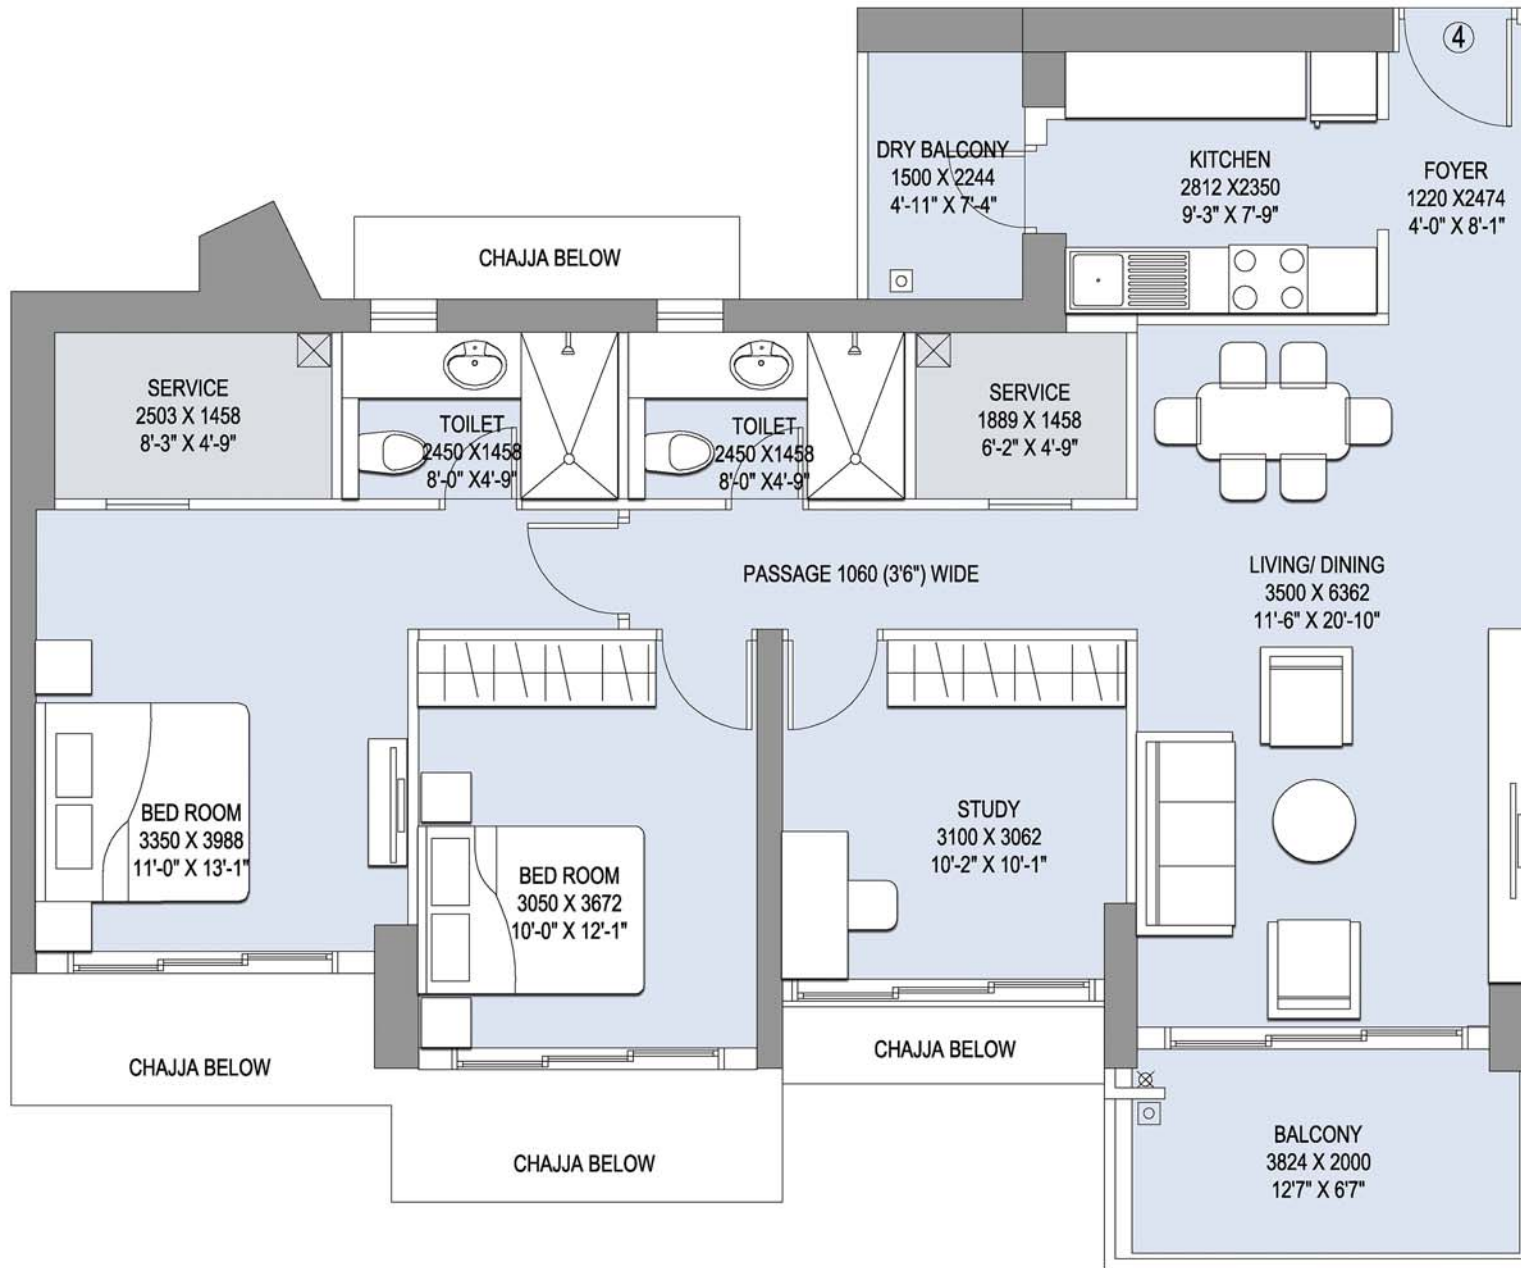 4
DRY BALCONY
1500 X 2244
4'-11" X 7'-4"
KITCHEN
2812 X2350
9'-3" X 7'-9"
FOYER
1220 X2474
4'-0" X 8'-1"
CHAJJA BELOW
SERVICE
2503 X 1458
8'-3" X 4'-9"
TOILET
2450 X1458
8'-0" X4'-9"
TOILET
2450 X1458
8'-0" X4'-9"
SERVICE
1889 X 1458
6'-2" X 4'-9"
PASSAGE 1060 (3'6") WIDE
LIVING/ DINING
3500 X 6362
11'-6" X 20'-10"
BED ROOM
3350 X 3988
11'-0" X 13'-1"
BED ROOM
3050 X 3672
10'-0" X 12'-1"
STUDY
3100 X 3062
10'-2" X 10'-1"
CHAJJA BELOW
CHAJJA BELOW
CHAJJA BELOW
BALCONY
3824 X 2000
12'7" X 6'7"